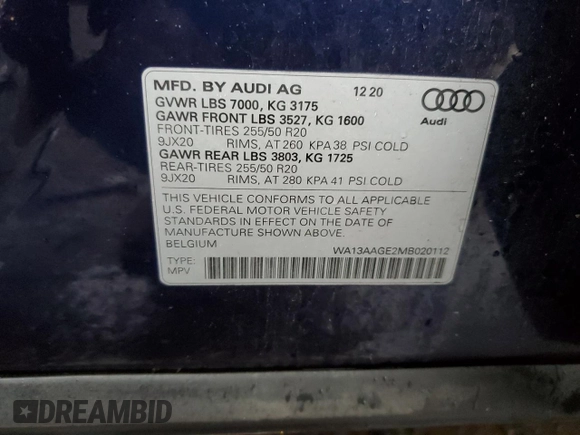 MFD. BY AUDI AG 12 20
GVWR LBS 7000, KG 3175
GAWR FRONT LBS 3527, KG 1600
FRONT-TIRES 255/50 R20
9JX20 RIMS, AT 260 KPA 38 PSI COLD
GAWR REAR LBS 3803, KG 1725
REAR-TIRES 255/50 R20
9JX20 RIMS, AT 280 KPA 41 PSI COLD
Audi
THIS VEHICLE CONFORMS TO ALL APPLICABLE
U.S. FEDERAL MOTOR VEHICLE SAFETY
STANDARDS IN EFFECT ON THE DATE OF
MANUFACTURE SHOWN ABOVE.
BELGIUM WA13AAGE2MB020112
TYPE:
MPV
DREAMBID